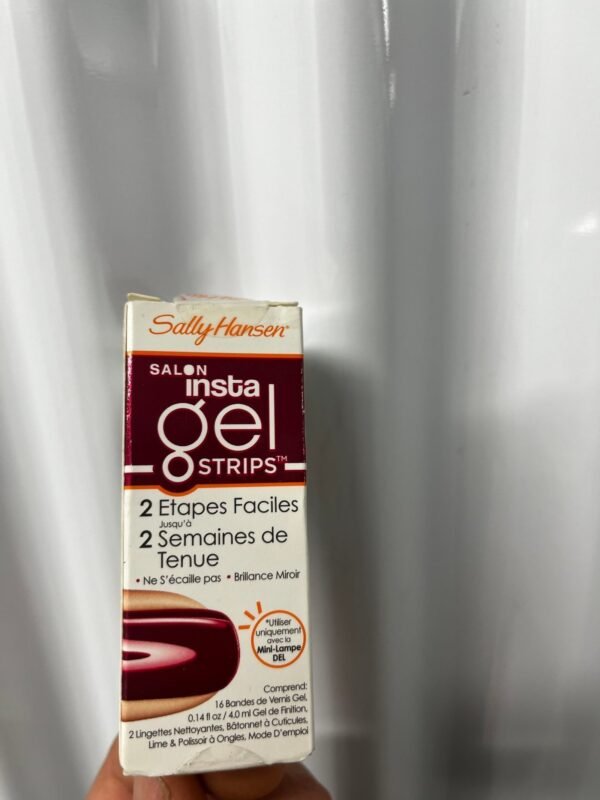 Sally Hansen®
SALON
insta
gel
STRIPS™
2 Etapes Faciles
Jusqu'à
2 Semaines de
Tenue
• Ne S'écaille pas • Brillance Miroir
*Utiliser
uniquement
avec la
Mini-Lampe
DEL
Comprend:
16 Bandes de Vernis Gel,
0.14 fl oz / 4.0 ml Gel de Finition,
2 Lingettes Nettoyantes, Bâtonnet à Cuticules,
Lime & Polissoir à Ongles, Mode D'emploi